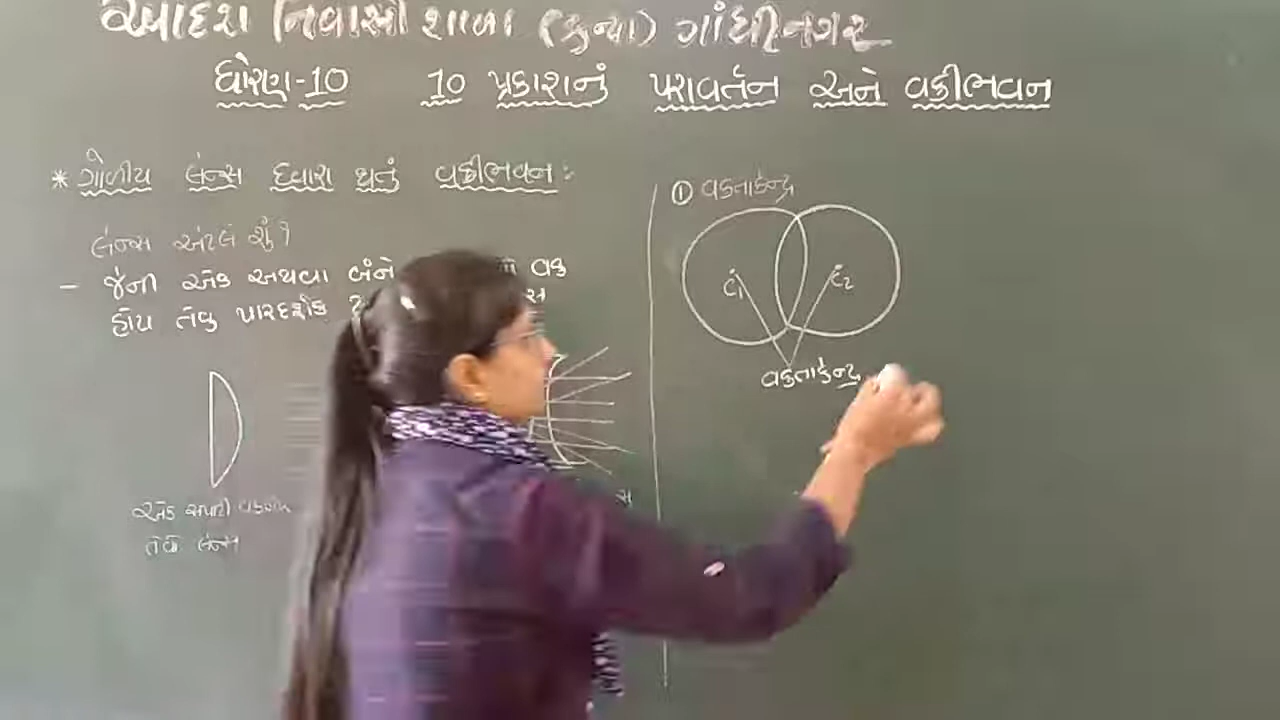 આદર્શ નિવાસી શાળા (કન્યા) ગાંધીનગર
ધોરણ-10 10 પ્રકાશનું પરાવર્તન અને વક્રીભવન
* ગોળીય લેન્સ દ્વારા થતું વક્રીભવન:
લેન્સ એટલે શું?
- જેની એક અથવા બંને વક્ર
હોય તેવુ પારદર્શક
એક સપાટી
તેવો લેન્સ
① વક્રતાકેન્દ્ર
C1 C2
વક્રતાકેન્દ્ર